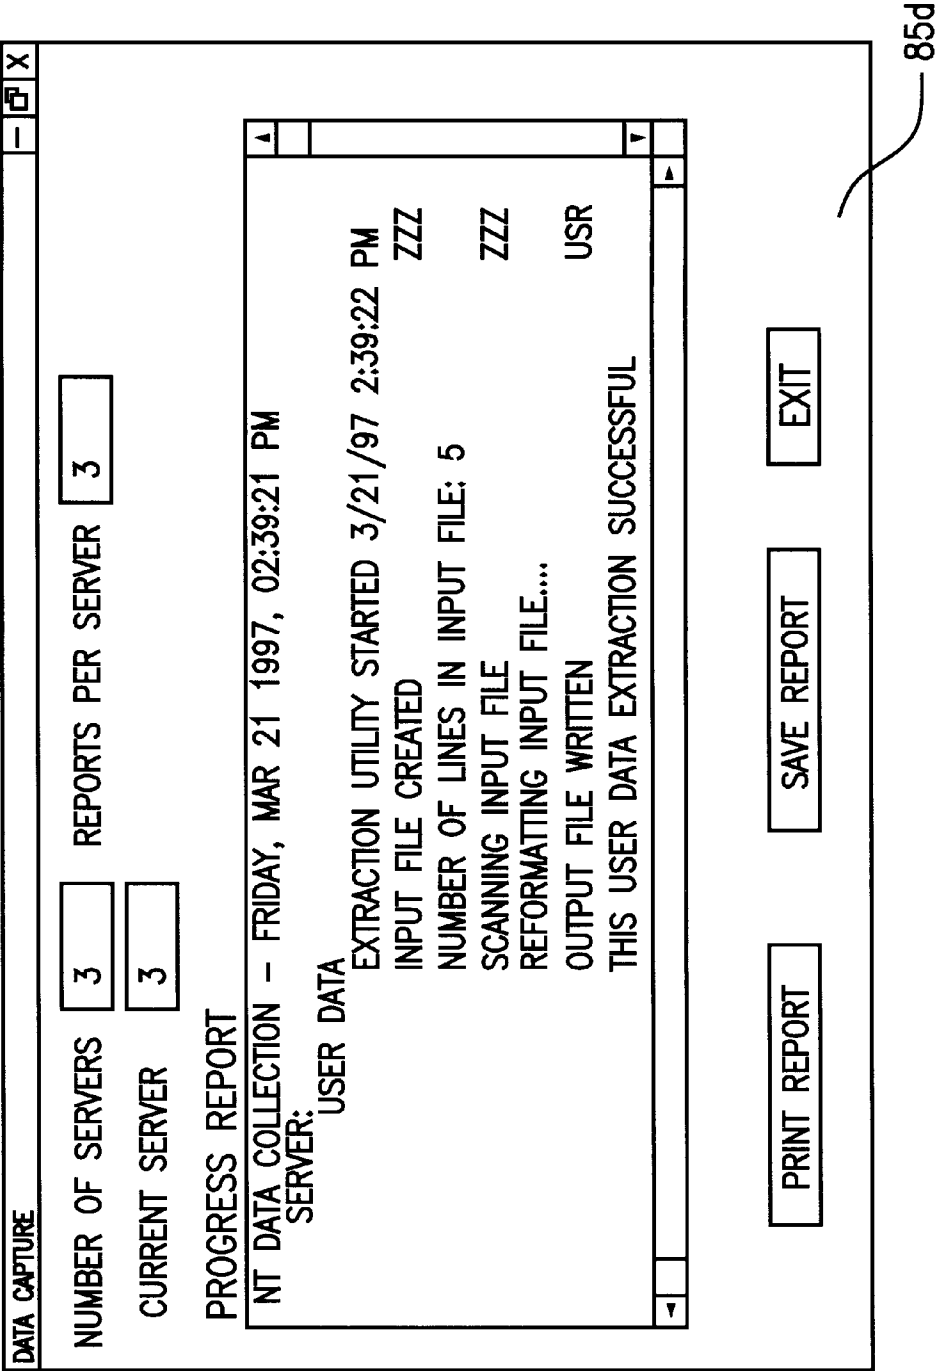 DATA CAPTURE
NUMBER OF SERVERS 3 REPORTS PER SERVER 3
CURRENT SERVER 3
PROGRESS REPORT
NT DATA COLLECTION – FRIDAY, MAR 21 1997, 02:39:21 PM
SERVER:
USER DATA
EXTRACTION UTILITY STARTED 3/21/97 2:39:22 PM
INPUT FILE CREATED ZZZ
NUMBER OF LINES IN INPUT FILE: 5
SCANNING INPUT FILE ZZZ
REFORMATTING INPUT FILE....
OUTPUT FILE WRITTEN USR
THIS USER DATA EXTRACTION SUCCESSFUL
PRINT REPORT SAVE REPORT EXIT
85d